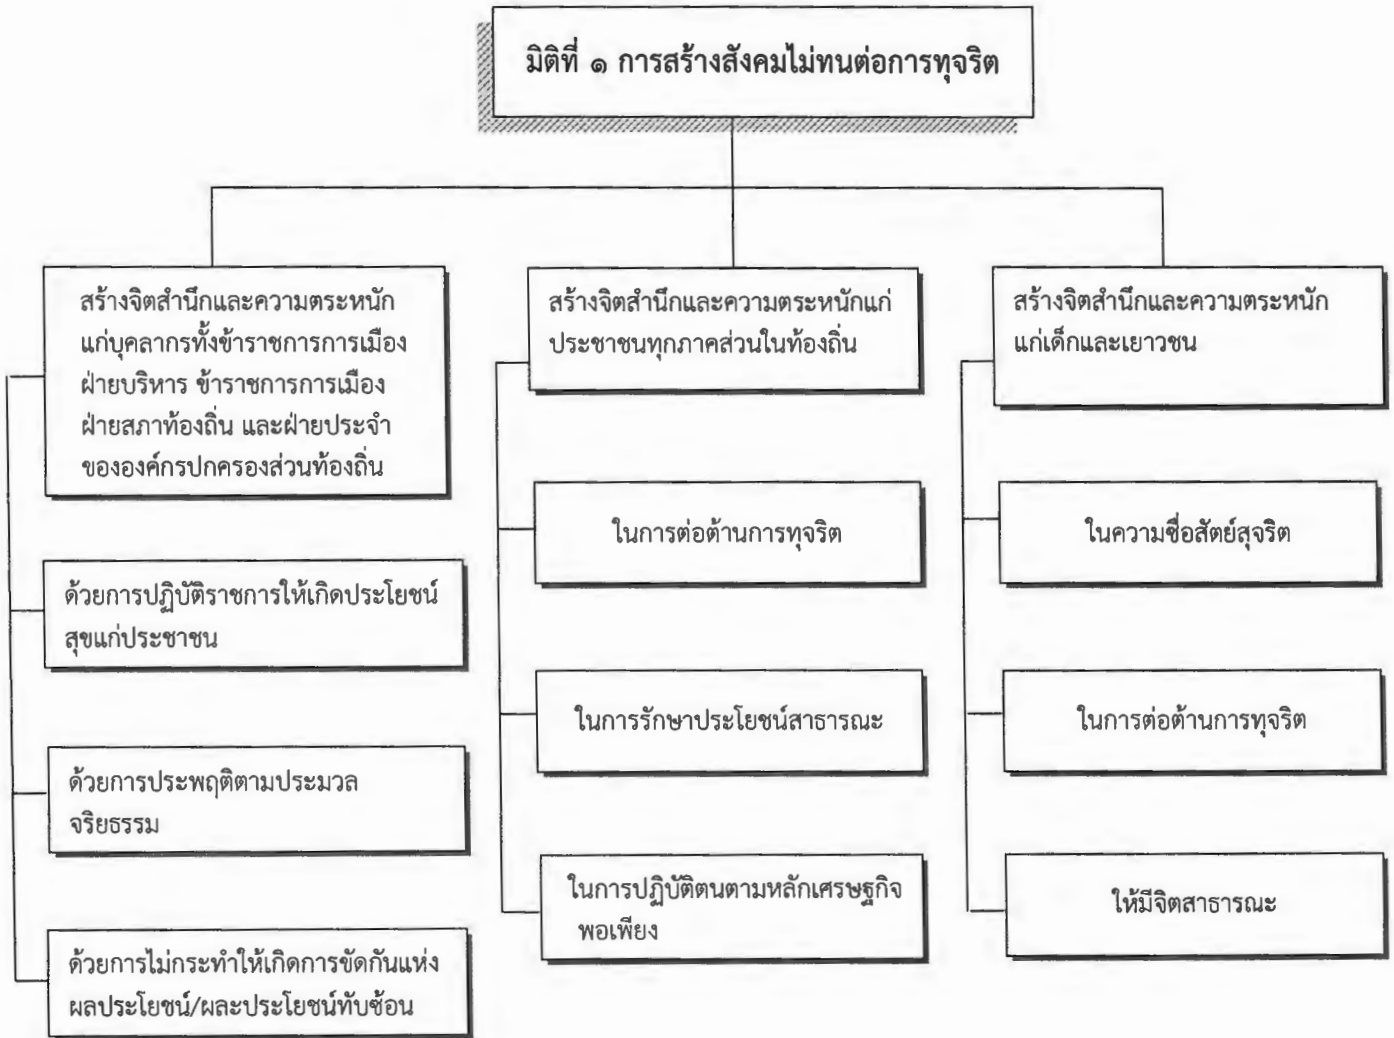 มิติที่ ๑ การสร้างสังคมไม่ทนต่อการทุจริต
สร้างจิตสำนึกและความตระหนัก
แก่บุคลากรทั้งข้าราชการการเมือง
ฝ่ายบริหาร ข้าราชการการเมือง
ฝ่ายสภาท้องถิ่น และฝ่ายประจำ
ขององค์กรปกครองส่วนท้องถิ่น
ด้วยการปฏิบัติราชการให้เกิดประโยชน์
สุขแก่ประชาชน
ด้วยการประพฤติตามประมวล
จริยธรรม
ด้วยการไม่กระทำให้เกิดการขัดกันแห่ง
ผลประโยชน์/ผละประโยชน์ทับซ้อน
สร้างจิตสำนึกและความตระหนักแก่
ประชาชนทุกภาคส่วนในท้องถิ่น
ในการต่อต้านการทุจริต
ในการรักษาประโยชน์สาธารณะ
ในการปฏิบัติตนตามหลักเศรษฐกิจ
พอเพียง
สร้างจิตสำนึกและความตระหนัก
แก่เด็กและเยาวชน
ในความซื่อสัตย์สุจริต
ในการต่อต้านการทุจริต
ให้มีจิตสาธารณะ